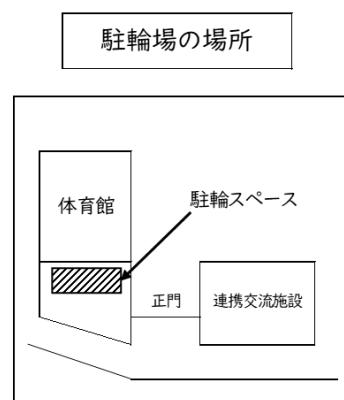 駐輪場の場所
体育館
駐輪スペース
正門
連携交流施設